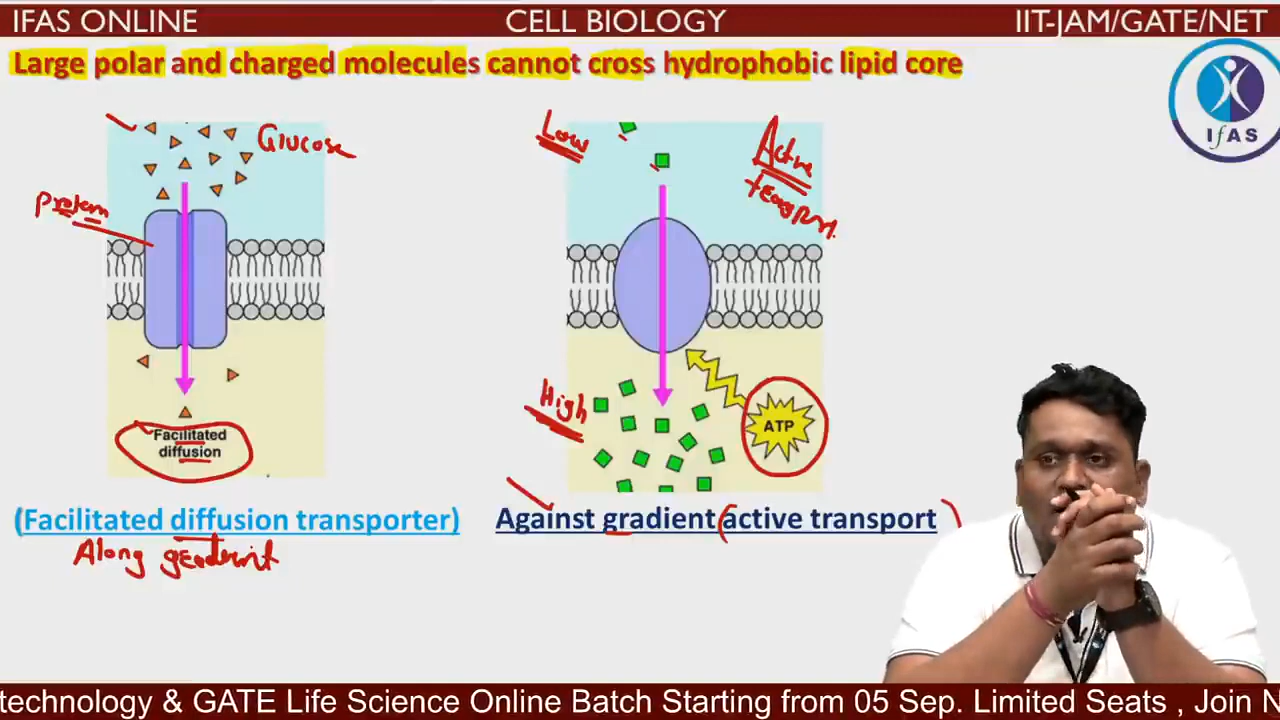 IFAS ONLINE CELL BIOLOGY IIT-JAM/GATE/NET
Large polar and charged molecules cannot cross hydrophobic lipid core
IfAS
Glucose
Protein
Low
Active
transport
High
ATP
Facilitated
diffusion
(Facilitated diffusion transporter)
Against gradient (active transport)
Along gradient
technology & GATE Life Science Online Batch Starting from 05 Sep. Limited Seats , Join N